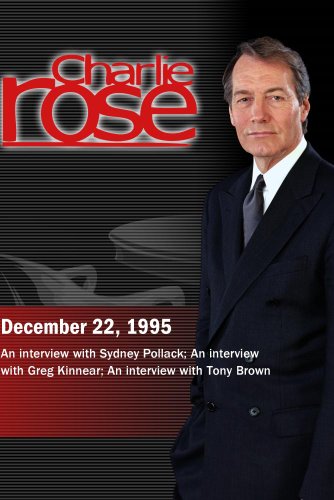 Charlie
rose
December 22, 1995
An interview with Sydney Pollack; An interview
with Greg Kinnear; An interview with Tony Brown